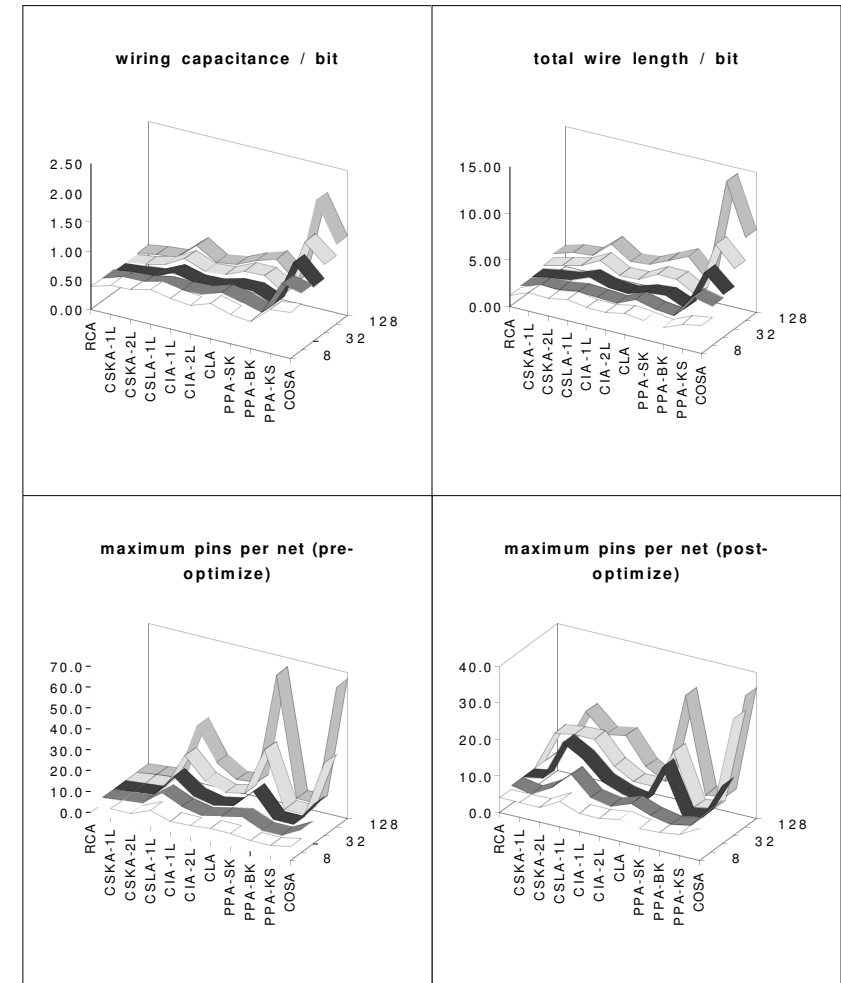 wiring capacitance / bit
2.50
2.00
1.50
1.00
0.50
0.00
RCA
CSKA-1L
CSKA-2L
CSLA-1L
CIA-1L
CIA-2L
CLA
PPA-SK
PPA-BK
PPA-KS
COSA
8
32
128
total wire length / bit
15.00
10.00
5.00
0.00
RCA
CSKA-1L
CSKA-2L
CSLA-1L
CIA-1L
CIA-2L
CLA
PPA-SK
PPA-BK
PPA-KS
COSA
8
32
128
maximum pins per net (pre-
optimize)
70.0
60.0
50.0
40.0
30.0
20.0
10.0
0.0
RCA
CSKA-1L
CSKA-2L
CSLA-1L
CIA-1L
CIA-2L
CLA
PPA-SK
PPA-BK
PPA-KS
COSA
8
32
128
maximum pins per net (post-
optimize)
40.0
30.0
20.0
10.0
0.0
RCA
CSKA-1L
CSKA-2L
CSLA-1L
CIA-1L
CIA-2L
CLA
PPA-SK
PPA-BK
PPA-KS
COSA
8
32
128